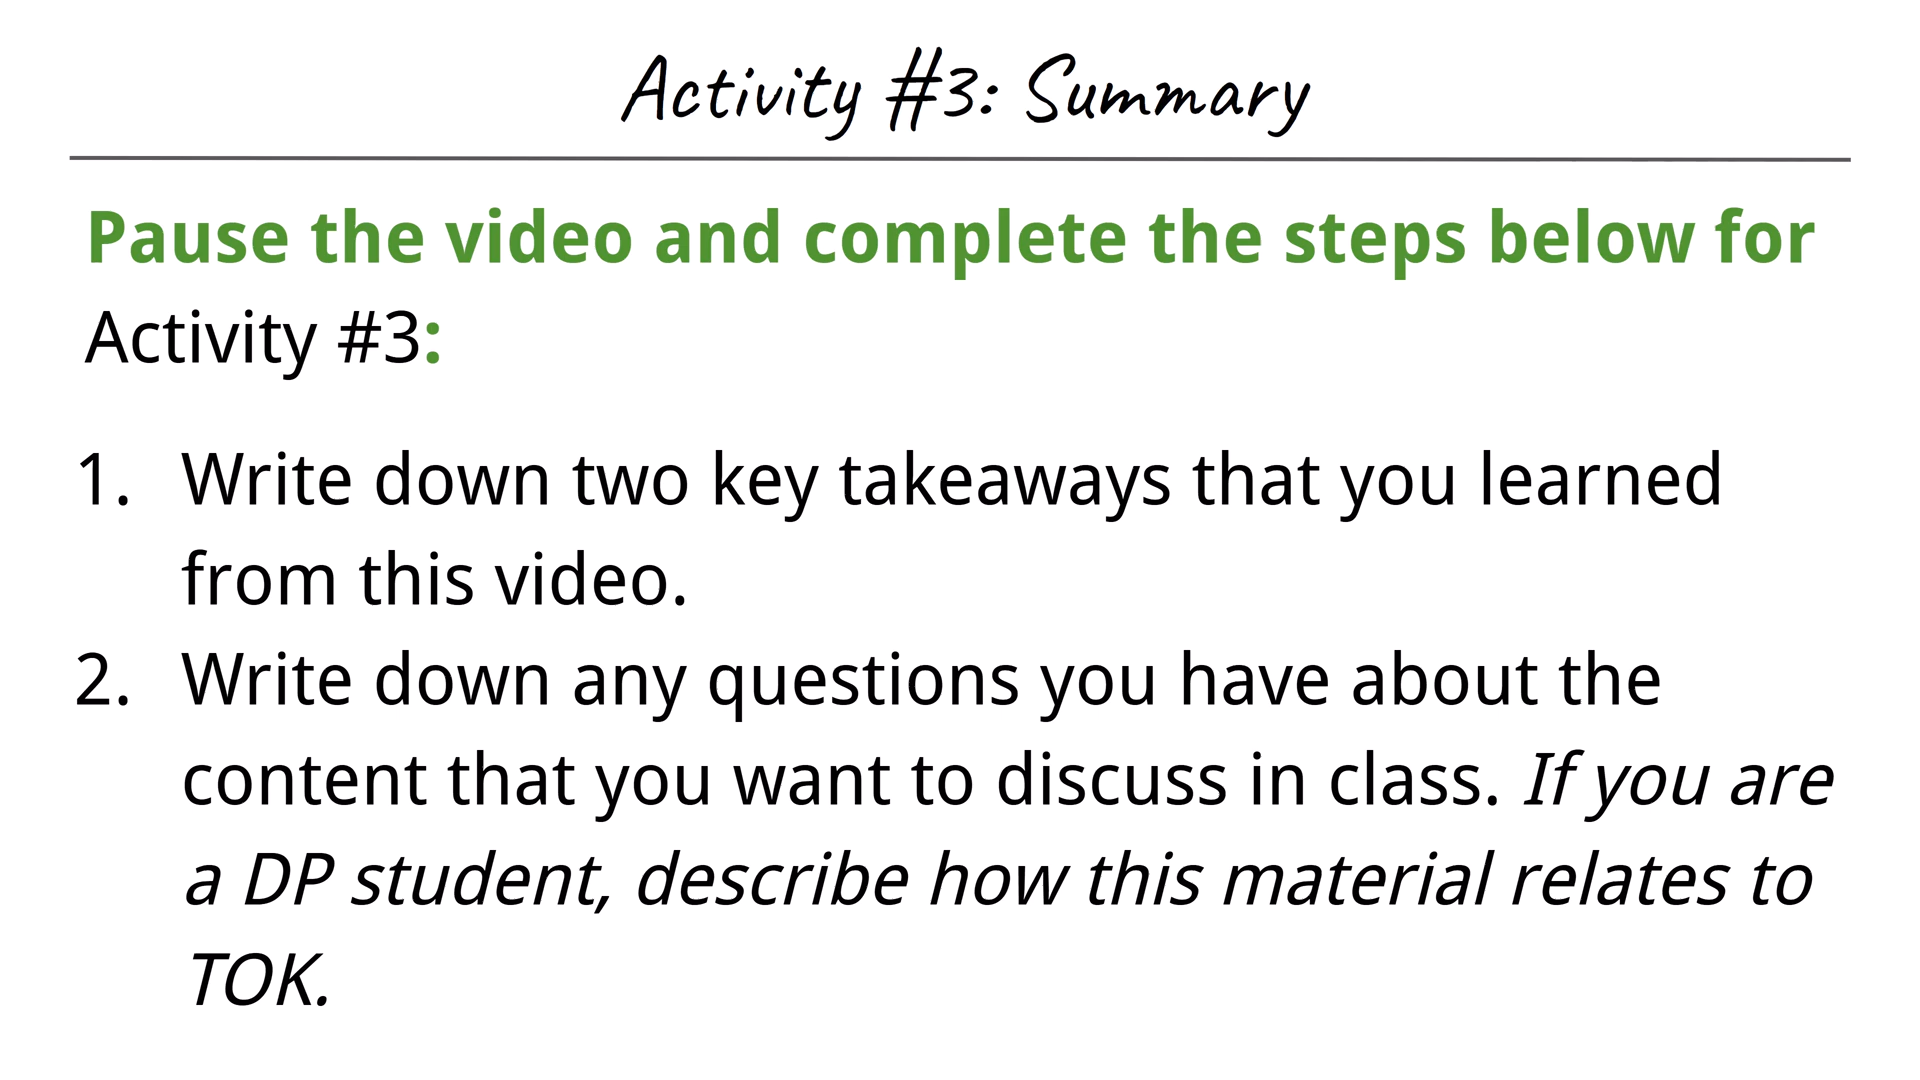 Activity #3: Summary
Pause the video and complete the steps below for
Activity #3:
1. Write down two key takeaways that you learned
from this video.
2. Write down any questions you have about the
content that you want to discuss in class. If you are
a DP student, describe how this material relates to
TOK.